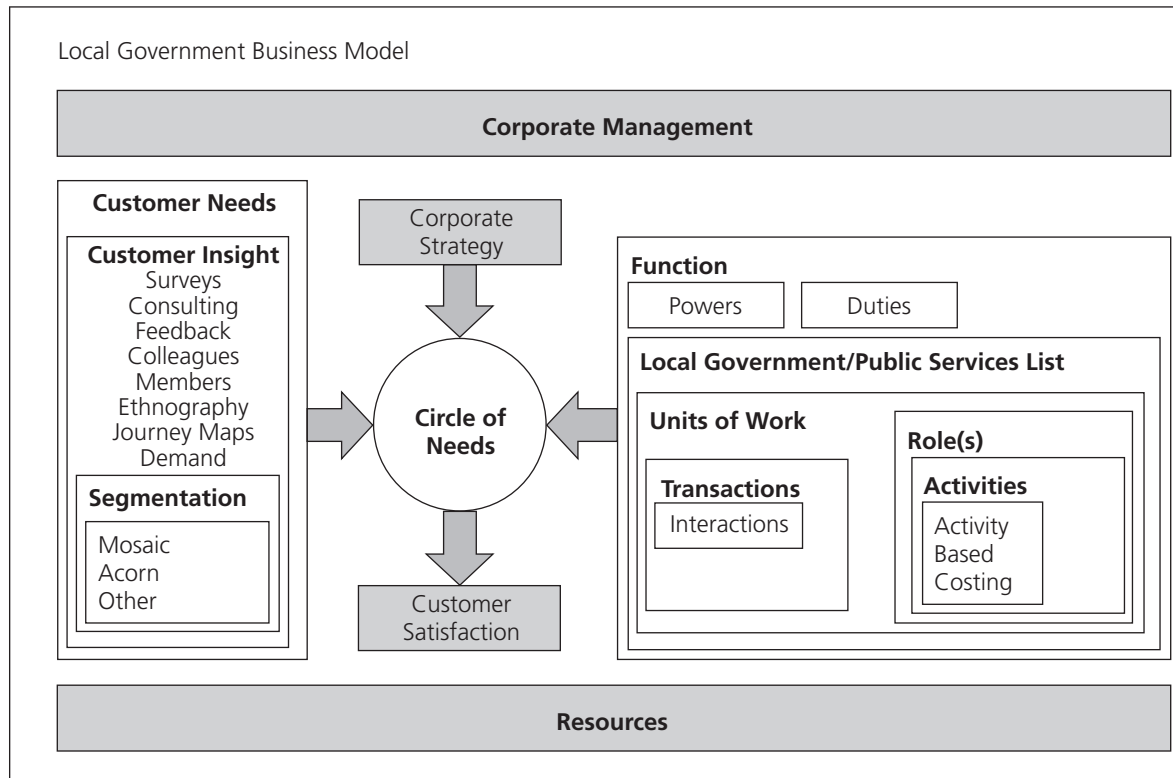 Local Government Business Model
Corporate Management
Customer Needs
Customer Insight
Surveys
Consulting
Feedback
Colleagues
Members
Ethnography
Journey Maps
Demand
Segmentation
Mosaic
Acorn
Other
Corporate
Strategy
Circle of
Needs
Customer
Satisfaction
Function
Powers
Duties
Local Government/Public Services List
Units of Work
Transactions
Interactions
Role(s)
Activities
Activity
Based
Costing
Resources